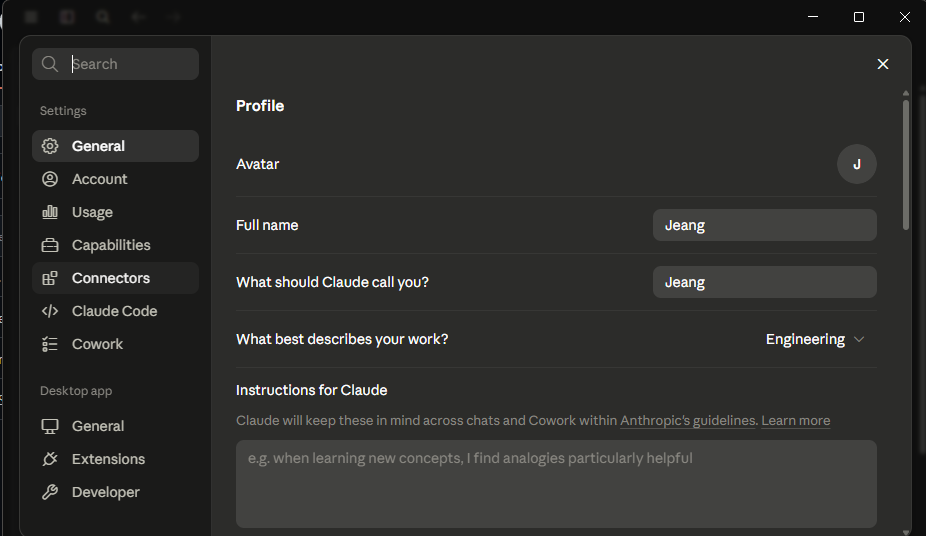 Search
Settings
General
Account
Usage
Capabilities
Connectors
Claude Code
Cowork
Desktop app
General
Extensions
Developer
Profile
Avatar
J
Full name
Jeang
What should Claude call you?
Jeang
What best describes your work?
Engineering
Instructions for Claude
Claude will keep these in mind across chats and Cowork within Anthropic's guidelines. Learn more
e.g. when learning new concepts, I find analogies particularly helpful